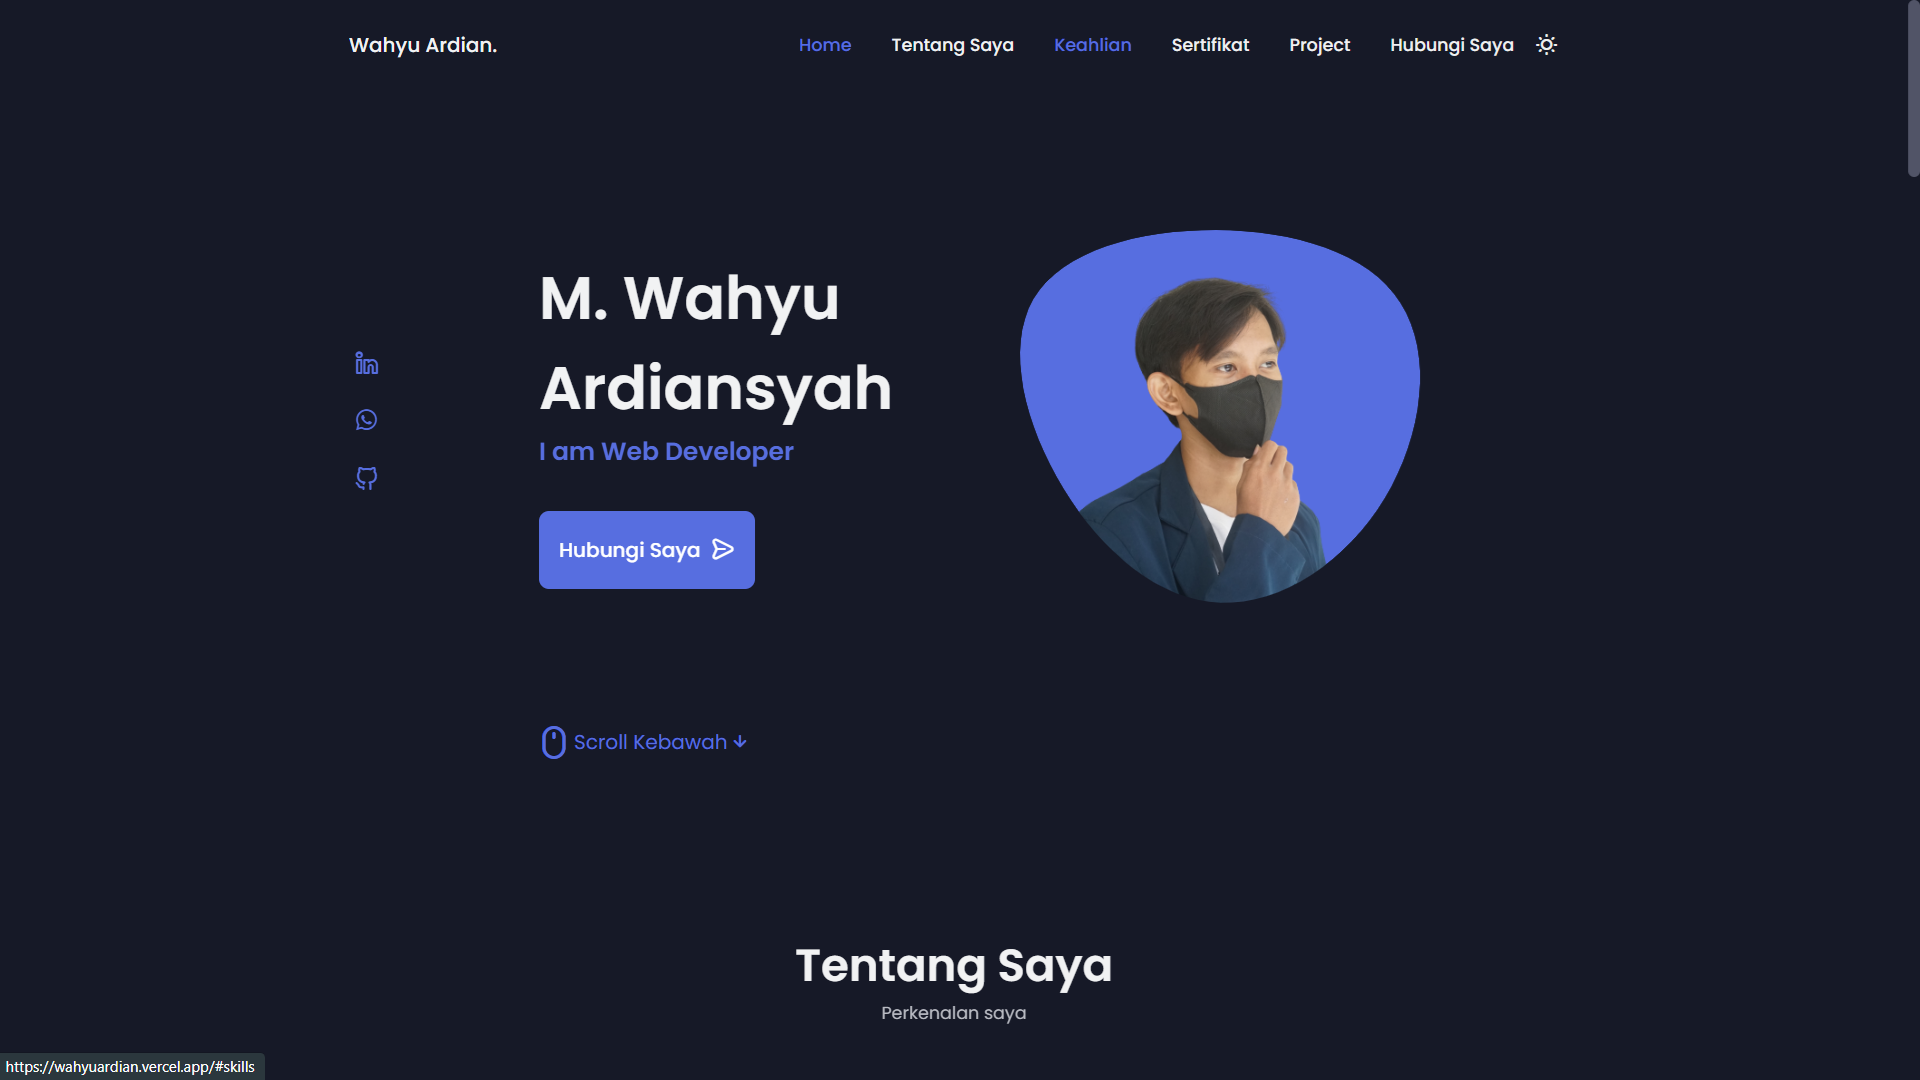 Wahyu Ardian.
Home Tentang Saya Keahlian Sertifikat Project Hubungi Saya
M. Wahyu
Ardiansyah
I am Web Developer
Hubungi Saya
Scroll Kebawah
Tentang Saya
Perkenalan saya
https://wahyuardian.vercel.app/#skills